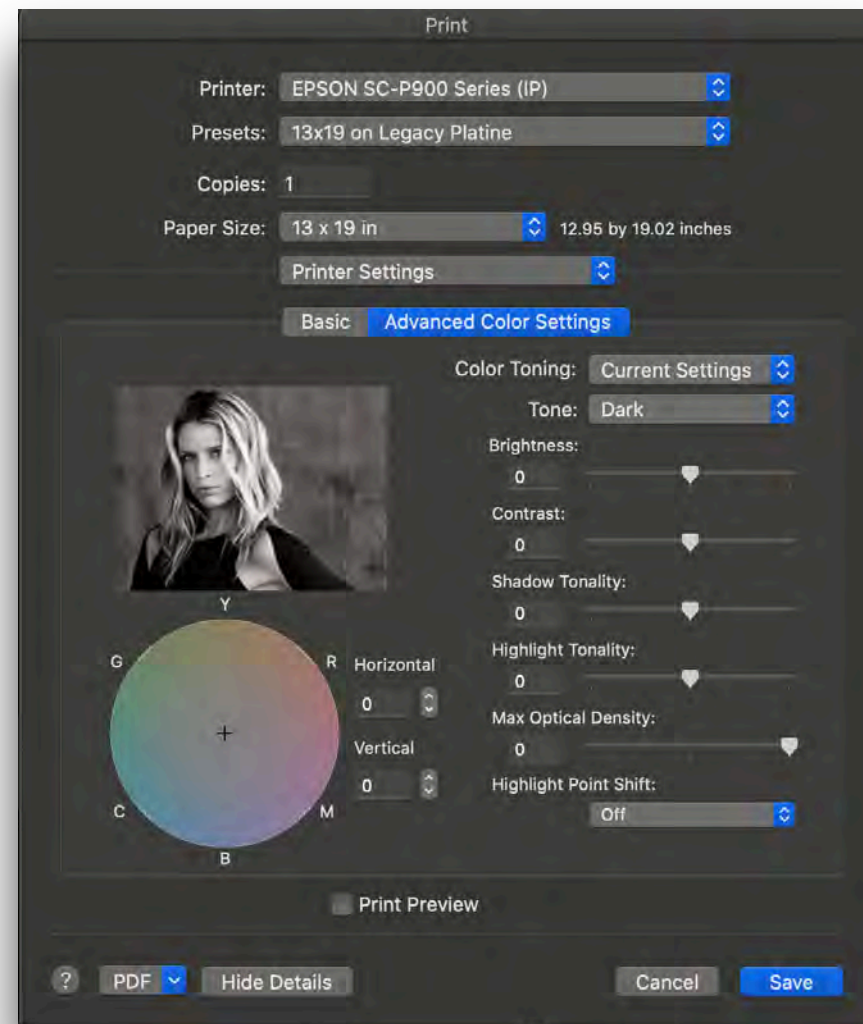 Print
Printer: EPSON SC-P900 Series (IP)
Presets: 13x19 on Legacy Platine
Copies: 1
Paper Size: 13 x 19 in 12.95 by 19.02 inches
Printer Settings
Basic Advanced Color Settings
Color Toning: Current Settings
Tone: Dark
Brightness:
0
Contrast:
0
Shadow Tonality:
0
Highlight Tonality:
0
Max Optical Density:
0
Highlight Point Shift:
Off
Y
G R
C M
B
Horizontal
0
Vertical
0
Print Preview
? PDF Hide Details Cancel Save